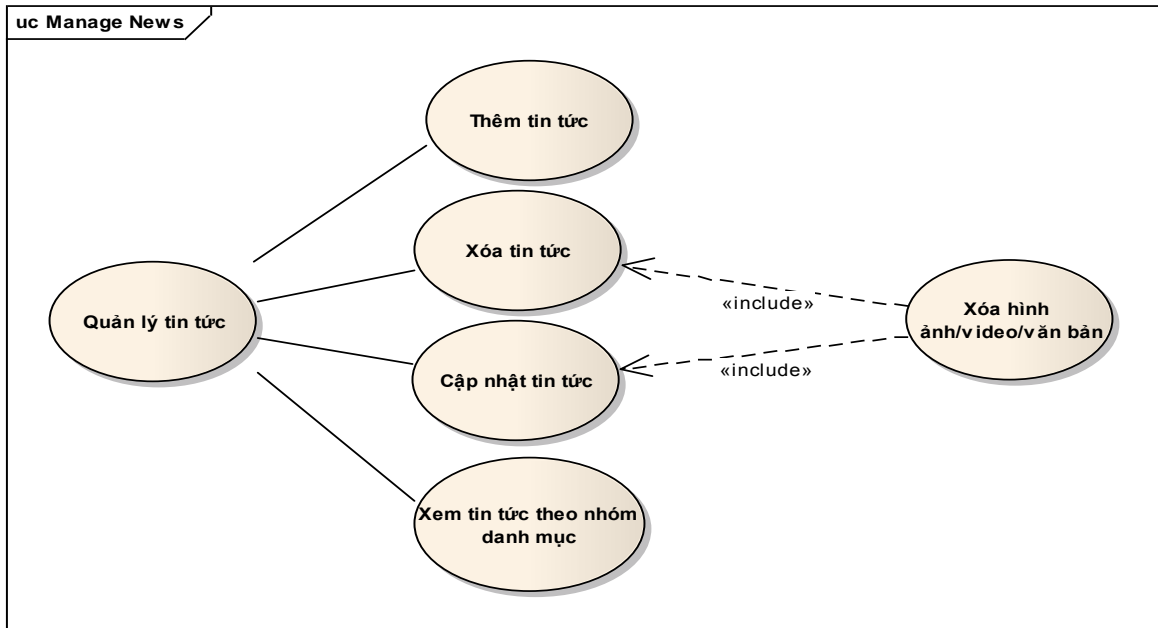 uc Manage News
Thêm tin tức
Xóa tin tức
Quản lý tin tức
«include»
Xóa hình
ảnh/video/văn bản
Cập nhật tin tức
«include»
Xem tin tức theo nhóm
danh mục